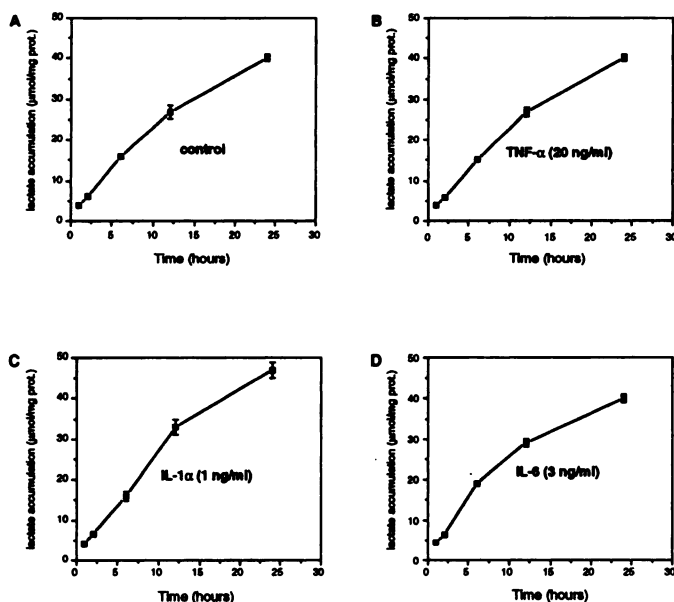 A
lactate accumulation (μmol/mg prot.)
50
40
30
20
10
0
control
0 5 10 15 20 25 30
Time (hours)
B
lactate accumulation (μmol/mg prot.)
50
40
30
20
10
0
TNF-α (20 ng/ml)
0 5 10 15 20 25 30
Time (hours)
C
lactate accumulation (μmol/mg prot.)
50
40
30
20
10
0
IL-1α (1 ng/ml)
0 5 10 15 20 25 30
Time (hours)
D
lactate accumulation (μmol/mg prot.)
50
40
30
20
10
0
IL-6 (3 ng/ml)
0 5 10 15 20 25 30
Time (hours)